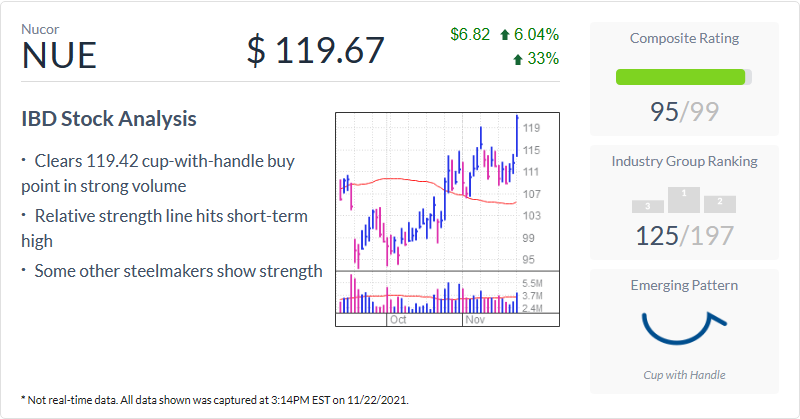 Nucor
NUE
$ 119.67
$6.82 6.04%
33%
IBD Stock Analysis
· Clears 119.42 cup-with-handle buy
point in strong volume
· Relative strength line hits short-term
high
· Some other steelmakers show strength
119
115
111
107
103
99
95
5.5M
3.7M
2.4M
Oct
Nov
Composite Rating
95/99
Industry Group Ranking
3
1
2
125/197
Emerging Pattern
Cup with Handle
* Not real-time data. All data shown was captured at 3:14PM EST on 11/22/2021.